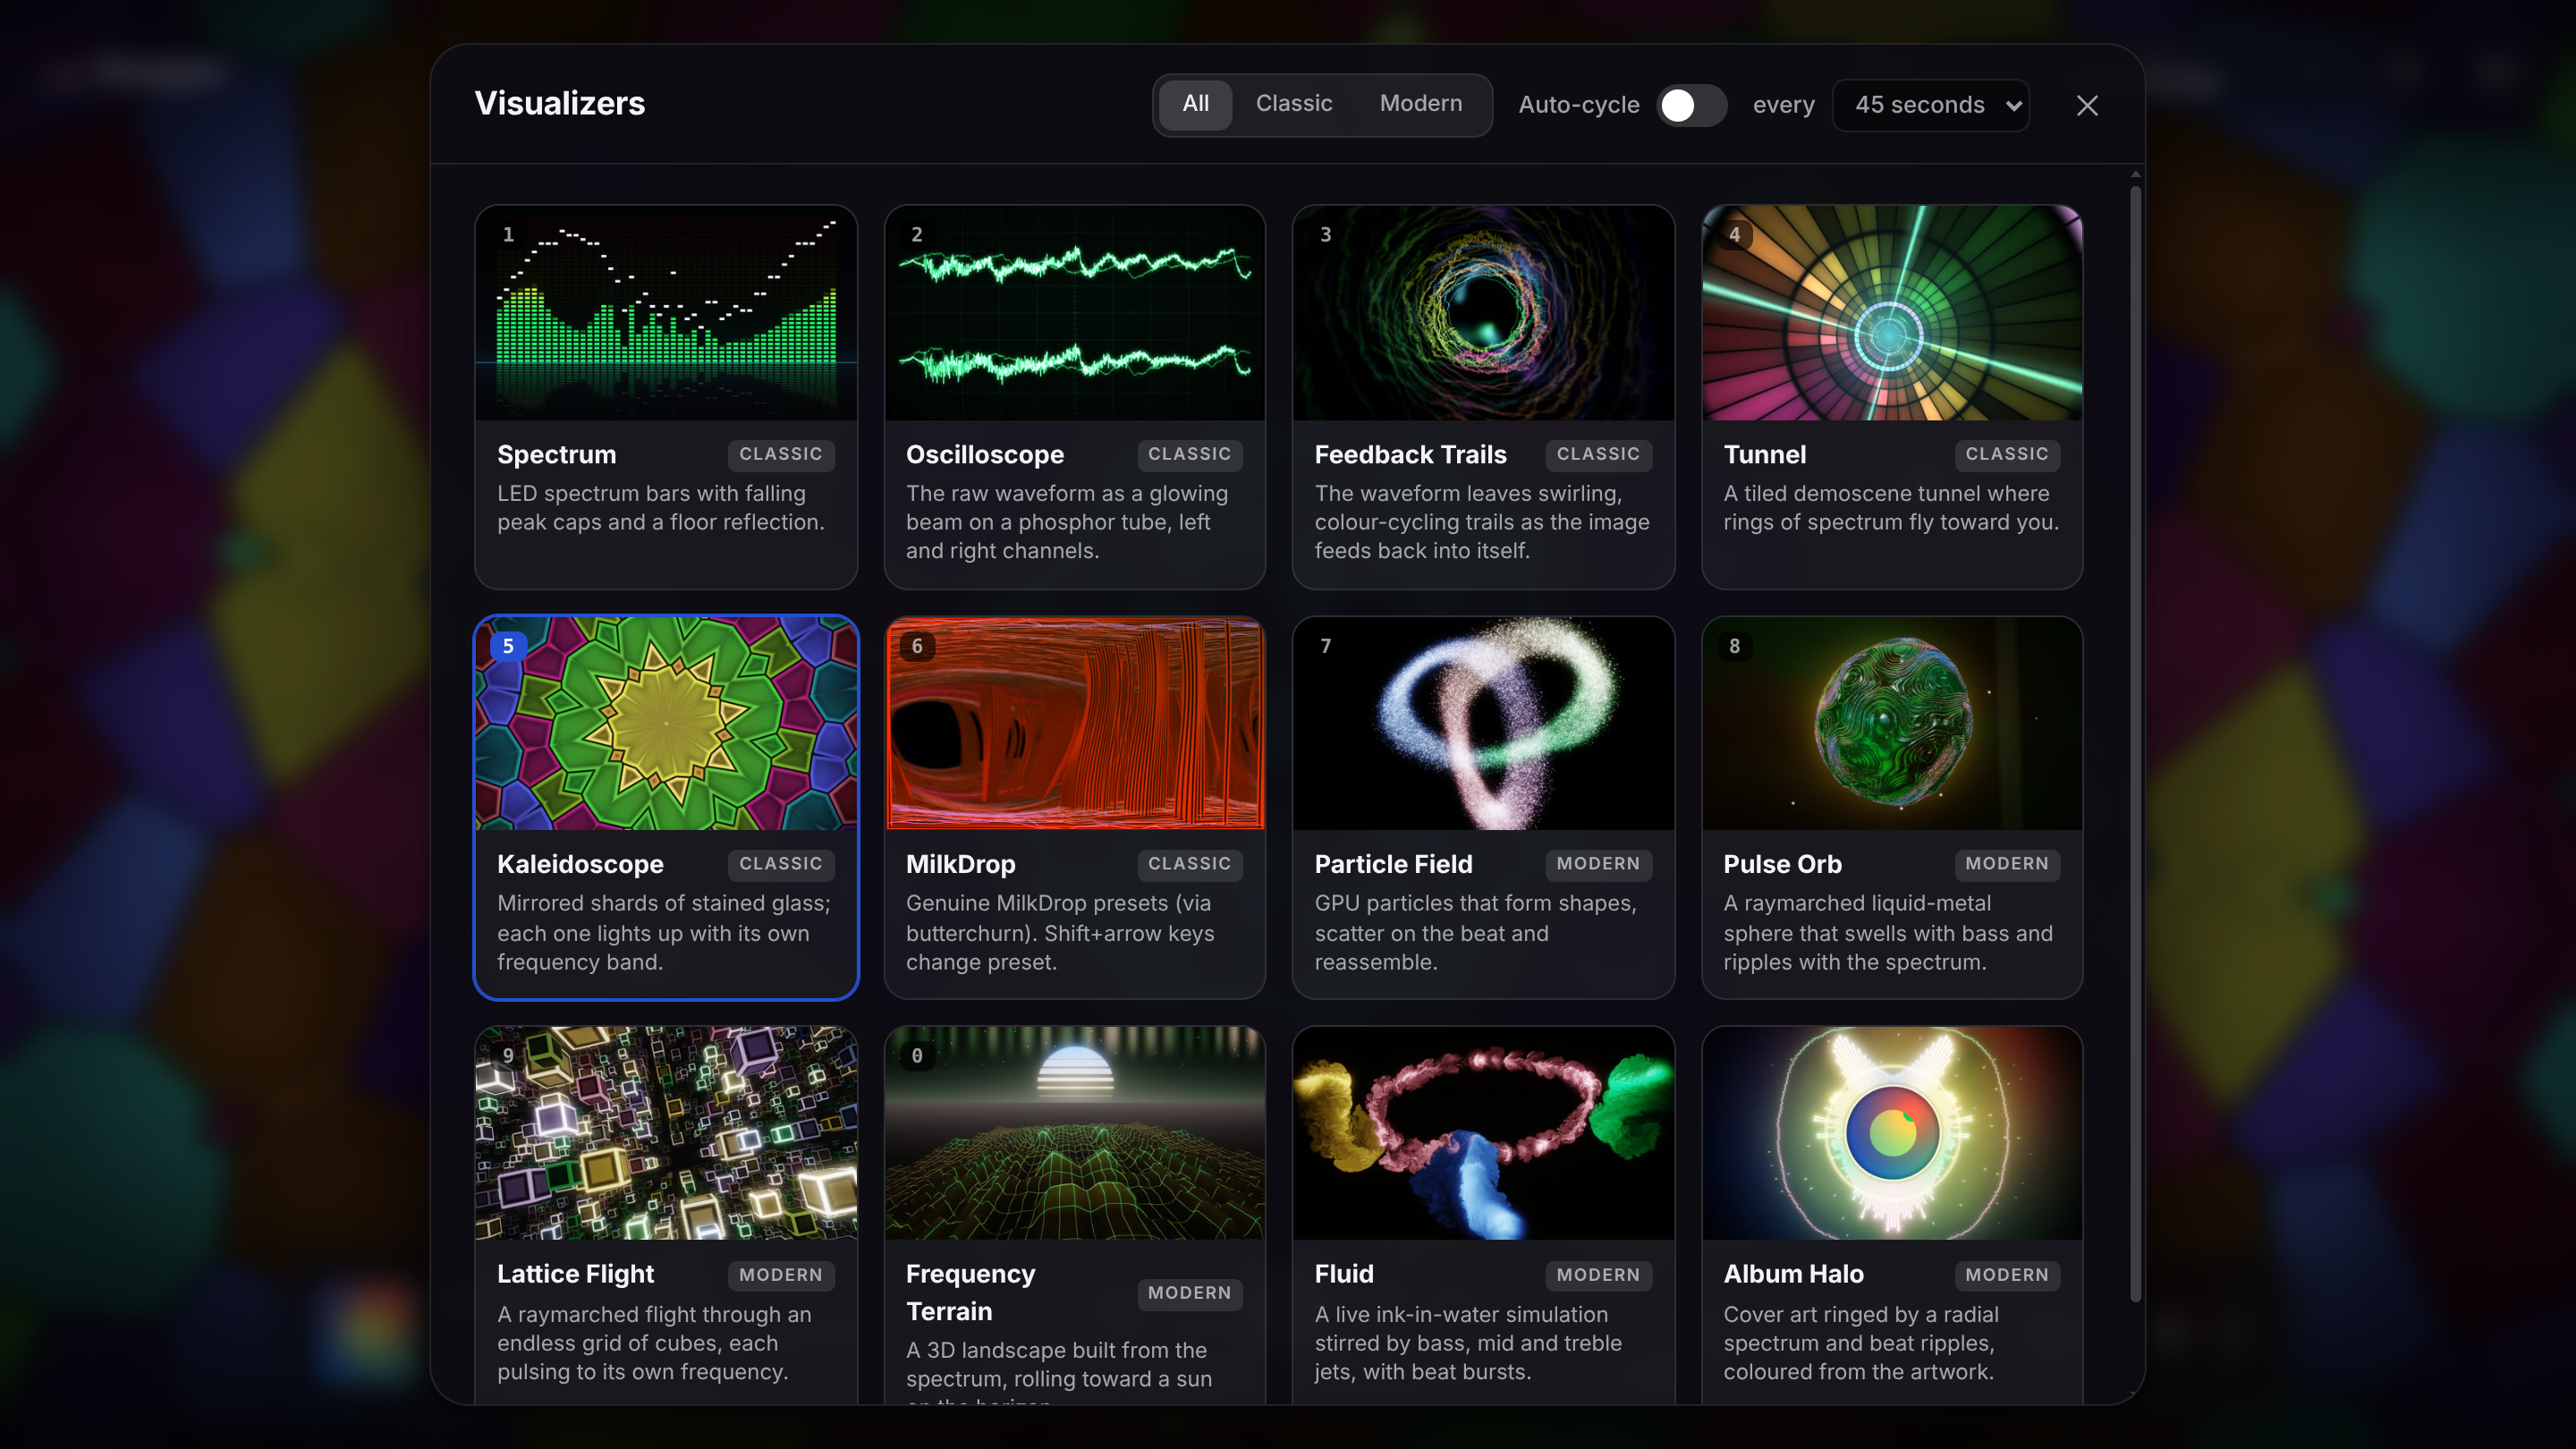 Visualizers
All
Classic
Modern
Auto-cycle
every
45 seconds
1
2
3
4
Spectrum
CLASSIC
LED spectrum bars with falling
peak caps and a floor reflection.
Oscilloscope
CLASSIC
The raw waveform as a glowing
beam on a phosphor tube, left
and right channels.
Feedback Trails
CLASSIC
The waveform leaves swirling,
colour-cycling trails as the image
feeds back into itself.
Tunnel
CLASSIC
A tiled demoscene tunnel where
rings of spectrum fly toward you.
5
6
7
8
Kaleidoscope
CLASSIC
Mirrored shards of stained glass;
each one lights up with its own
frequency band.
MilkDrop
CLASSIC
Genuine MilkDrop presets (via
butterchurn). Shift+arrow keys
change preset.
Particle Field
MODERN
GPU particles that form shapes,
scatter on the beat and
reassemble.
Pulse Orb
MODERN
A raymarched liquid-metal
sphere that swells with bass and
ripples with the spectrum.
9
0
Lattice Flight
MODERN
A raymarched flight through an
endless grid of cubes, each
pulsing to its own frequency.
Frequency
Terrain
MODERN
A 3D landscape built from the
spectrum, rolling toward a sun
on the horizon.
Fluid
MODERN
A live ink-in-water simulation
stirred by bass, mid and treble
jets, with beat bursts.
Album Halo
MODERN
Cover art ringed by a radial
spectrum and beat ripples,
coloured from the artwork.